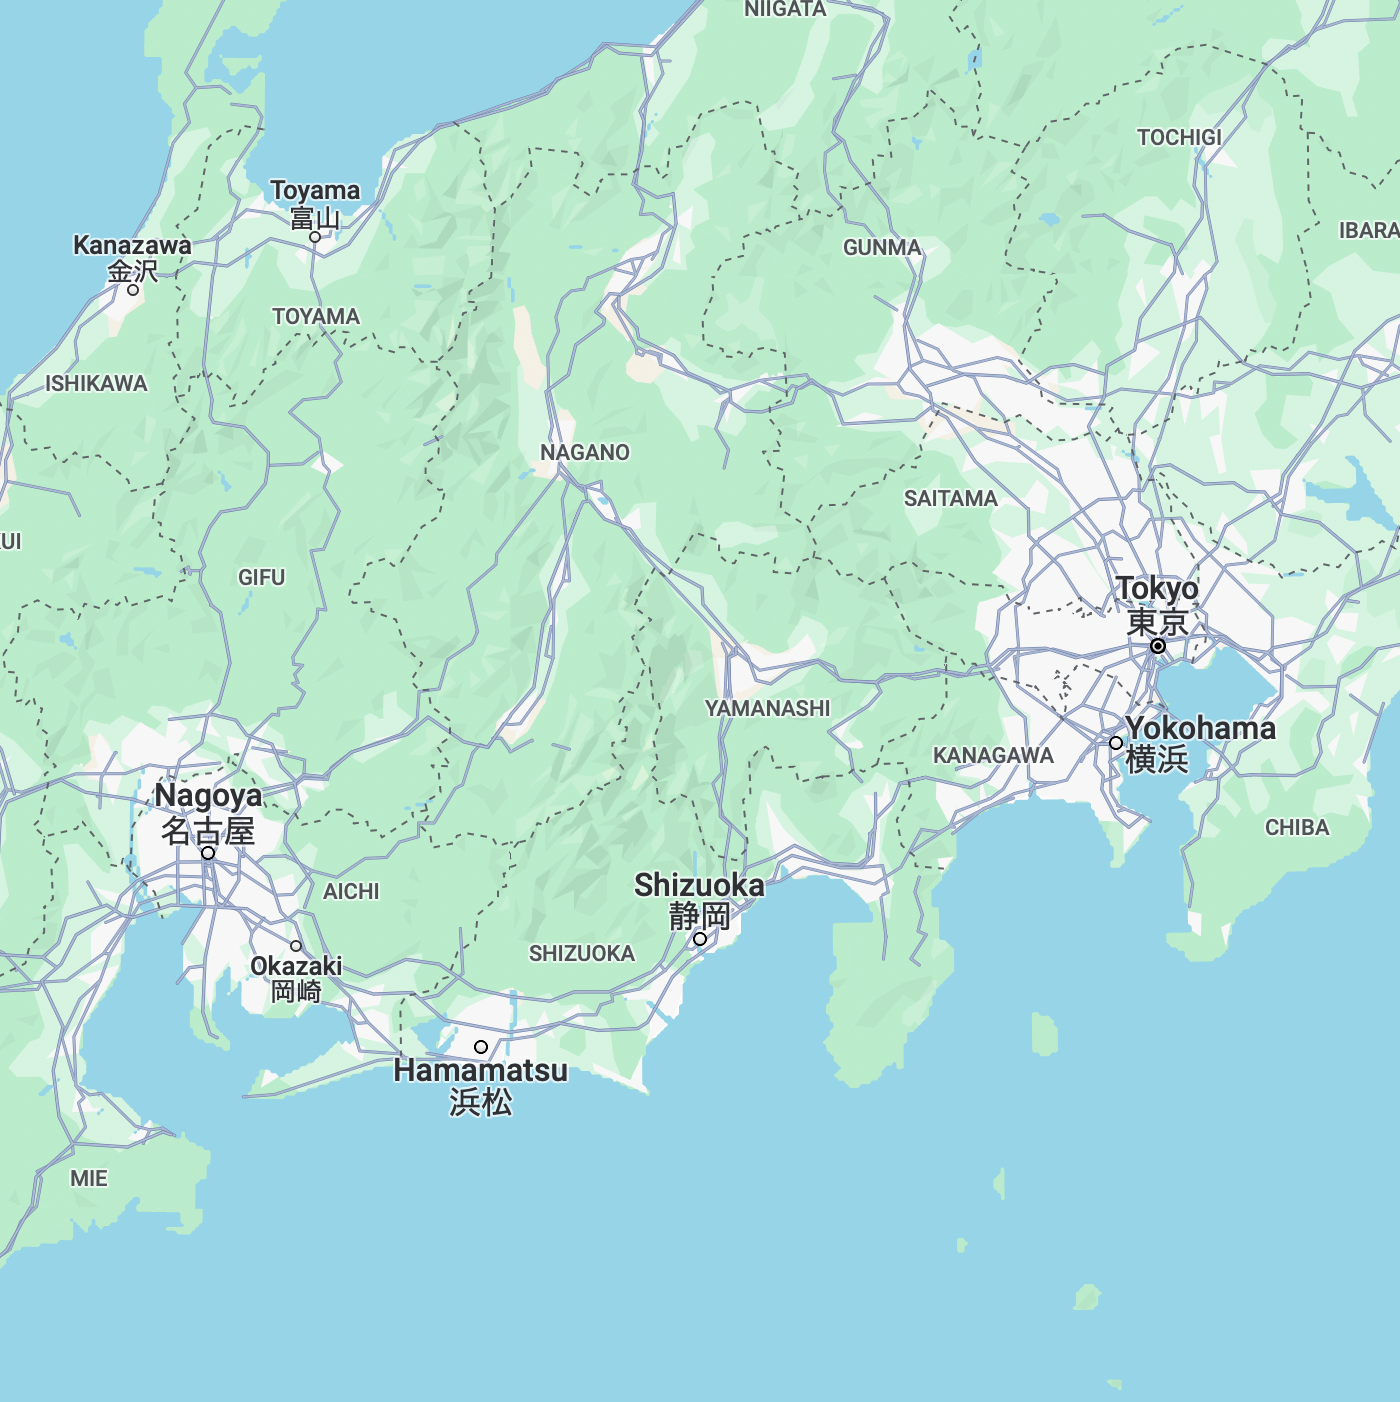 NIIGATA
TOCHIGI
Toyama
富山
IBARA
Kanazawa
金沢
GUNMA
TOYAMA
ISHIKAWA
NAGANO
SAITAMA
UI
GIFU
Tokyo
東京
YAMANASHI
KANAGAWA
Yokohama
横浜
Nagoya
名古屋
CHIBA
Shizuoka
静岡
AICHI
SHIZUOKA
Okazaki
岡崎
Hamamatsu
浜松
MIE